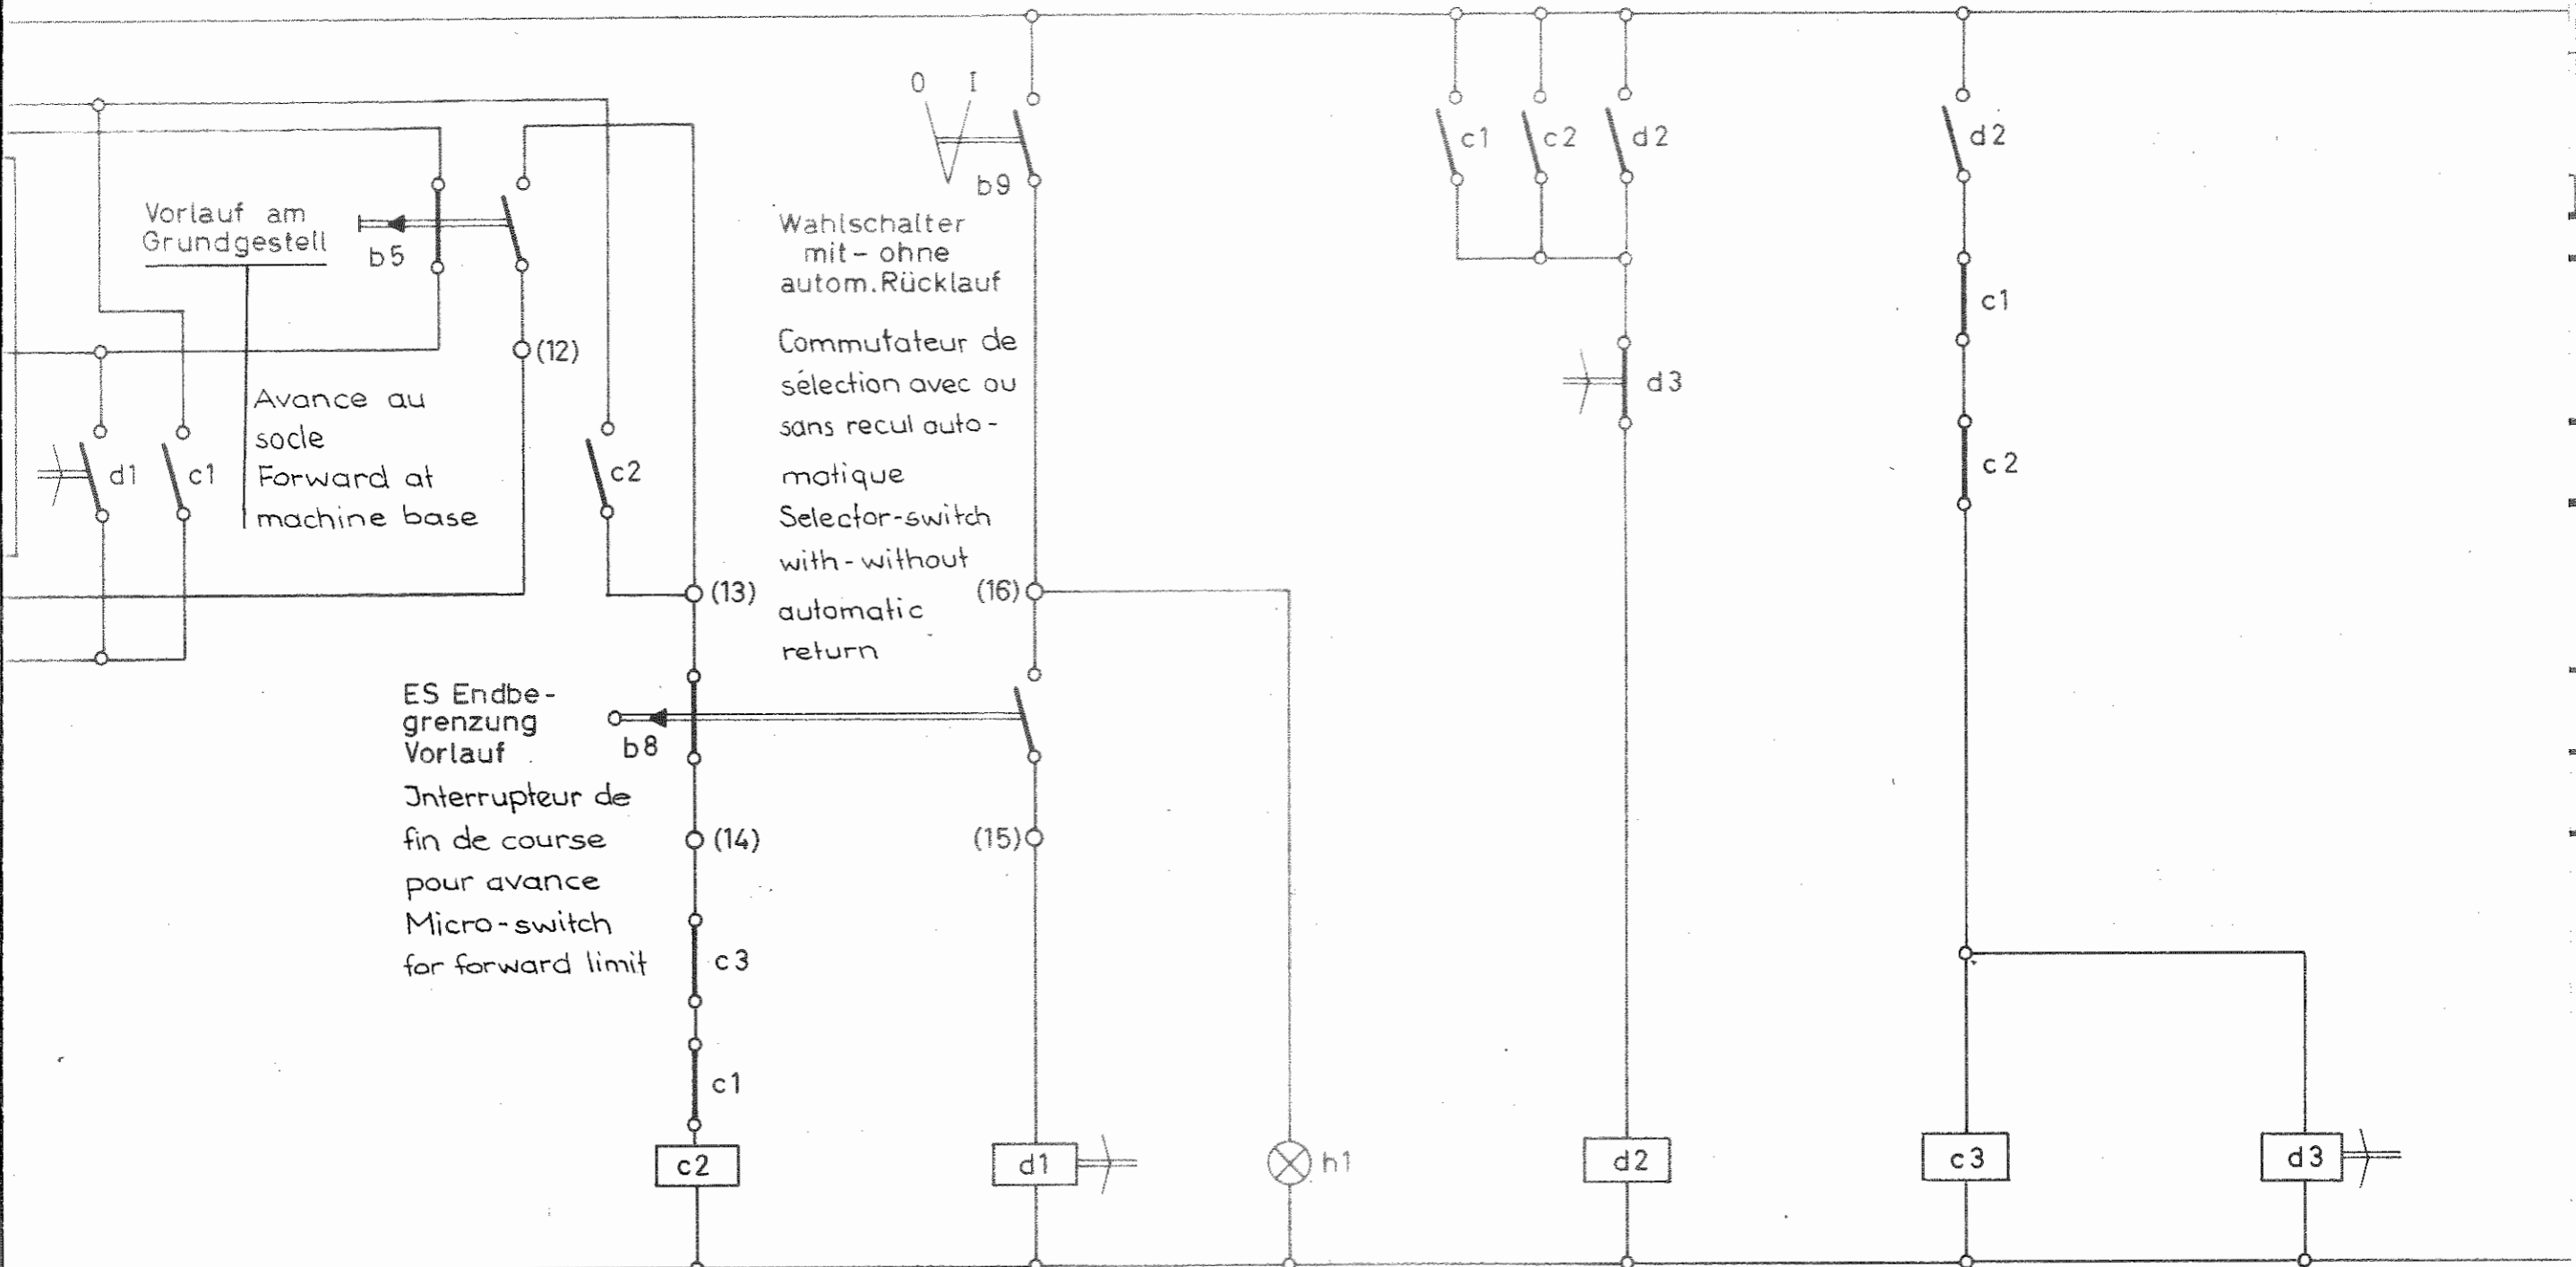 O I
b9
c1 c2 d2
d2
Vorlauf am
Grundgestell
b5
(12)
Avance au
socle
Forward at
machine base
d1 c1
c2
(13)
Wahlschalter
mit – ohne
autom. Rücklauf
Commutateur de
sélection avec ou
sans recul auto -
matique
Selector-switch
with - without
automatic
return
(16)
d3
c1
c2
ES Endbe -
grenzung
Vorlauf
b8
Interrupteur de
fin de course
pour avance
Micro-switch
for forward limit
(14)
(15)
c3
c1
c2
d1
h1
d2
c3
d3